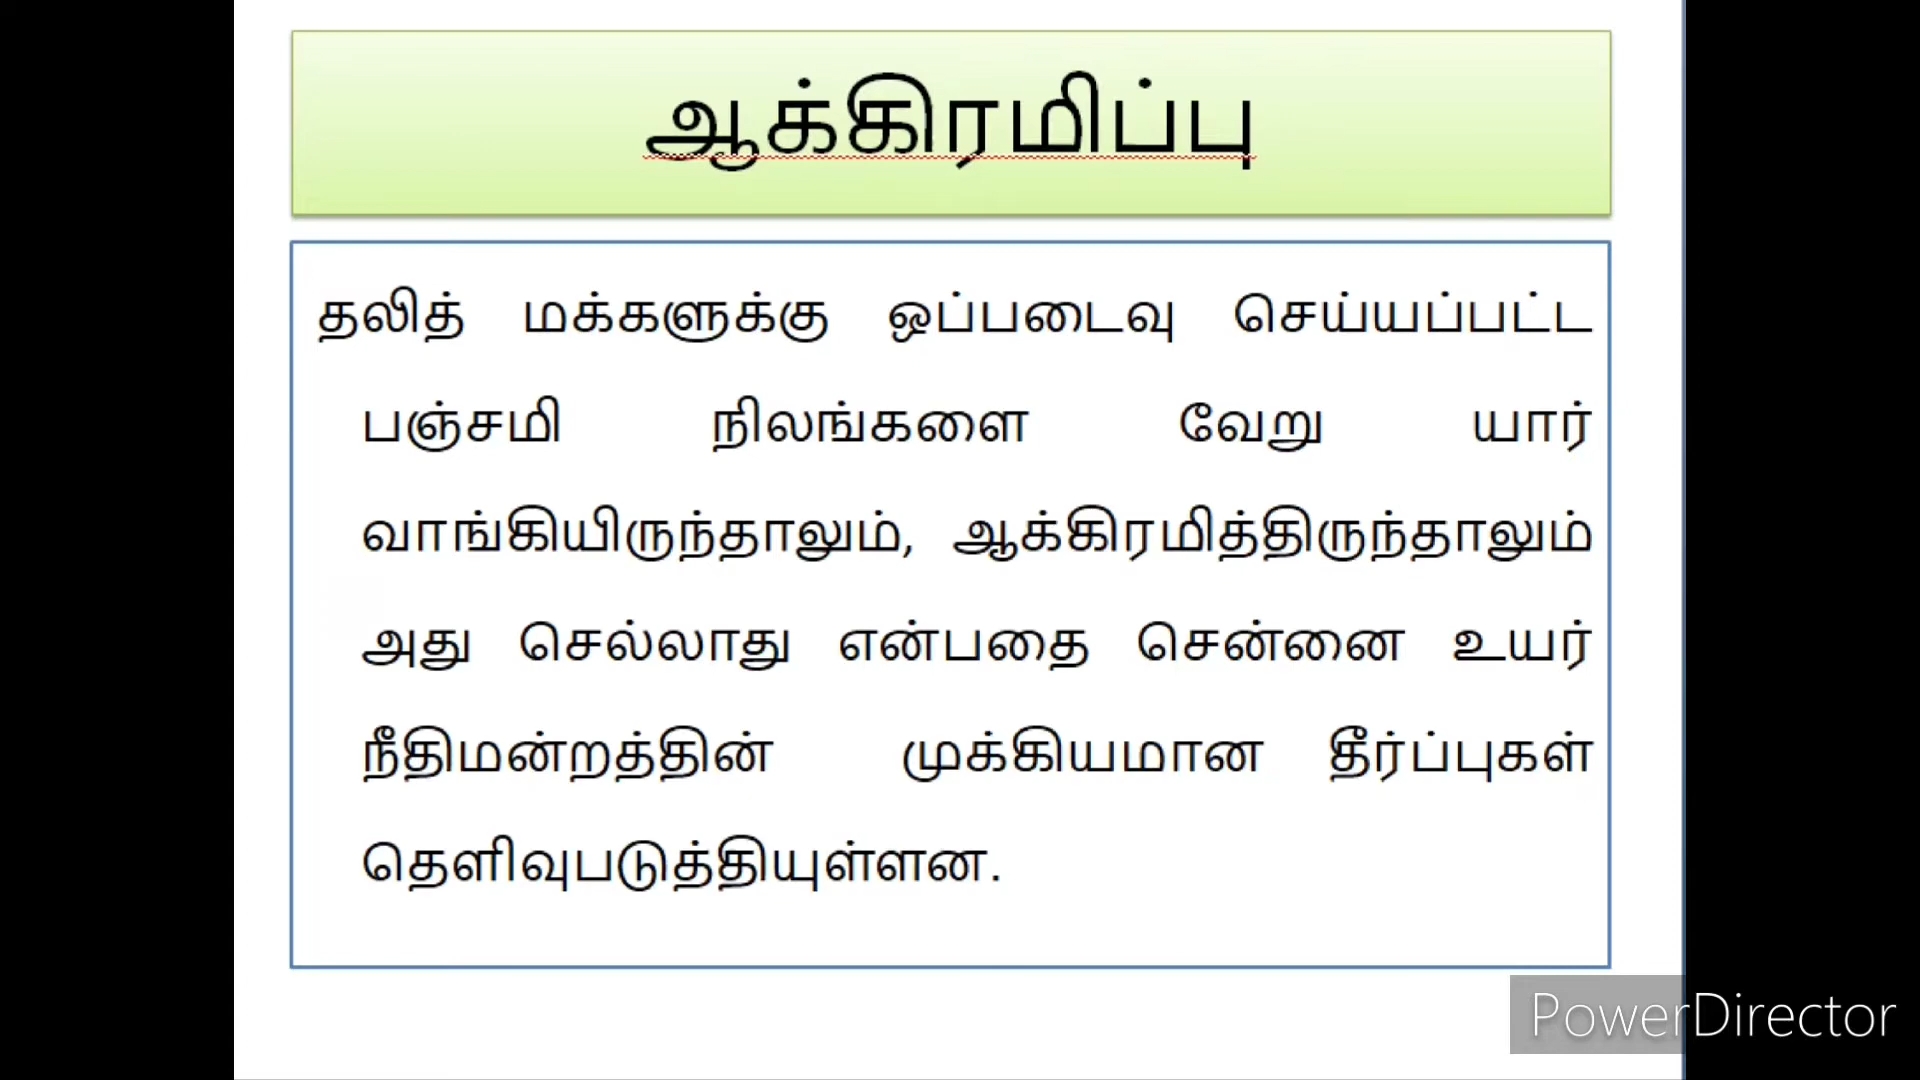 ஆக்கிரமிப்பு
தலித் மக்களுக்கு ஒப்படைவு செய்யப்பட்ட
பஞ்சமி நிலங்களை வேறு யார்
வாங்கியிருந்தாலும், ஆக்கிரமித்திருந்தாலும்
அது செல்லாது என்பதை சென்னை உயர்
நீதிமன்றத்தின் முக்கியமான தீர்ப்புகள்
தெளிவுபடுத்தியுள்ளன.
PowerDirector